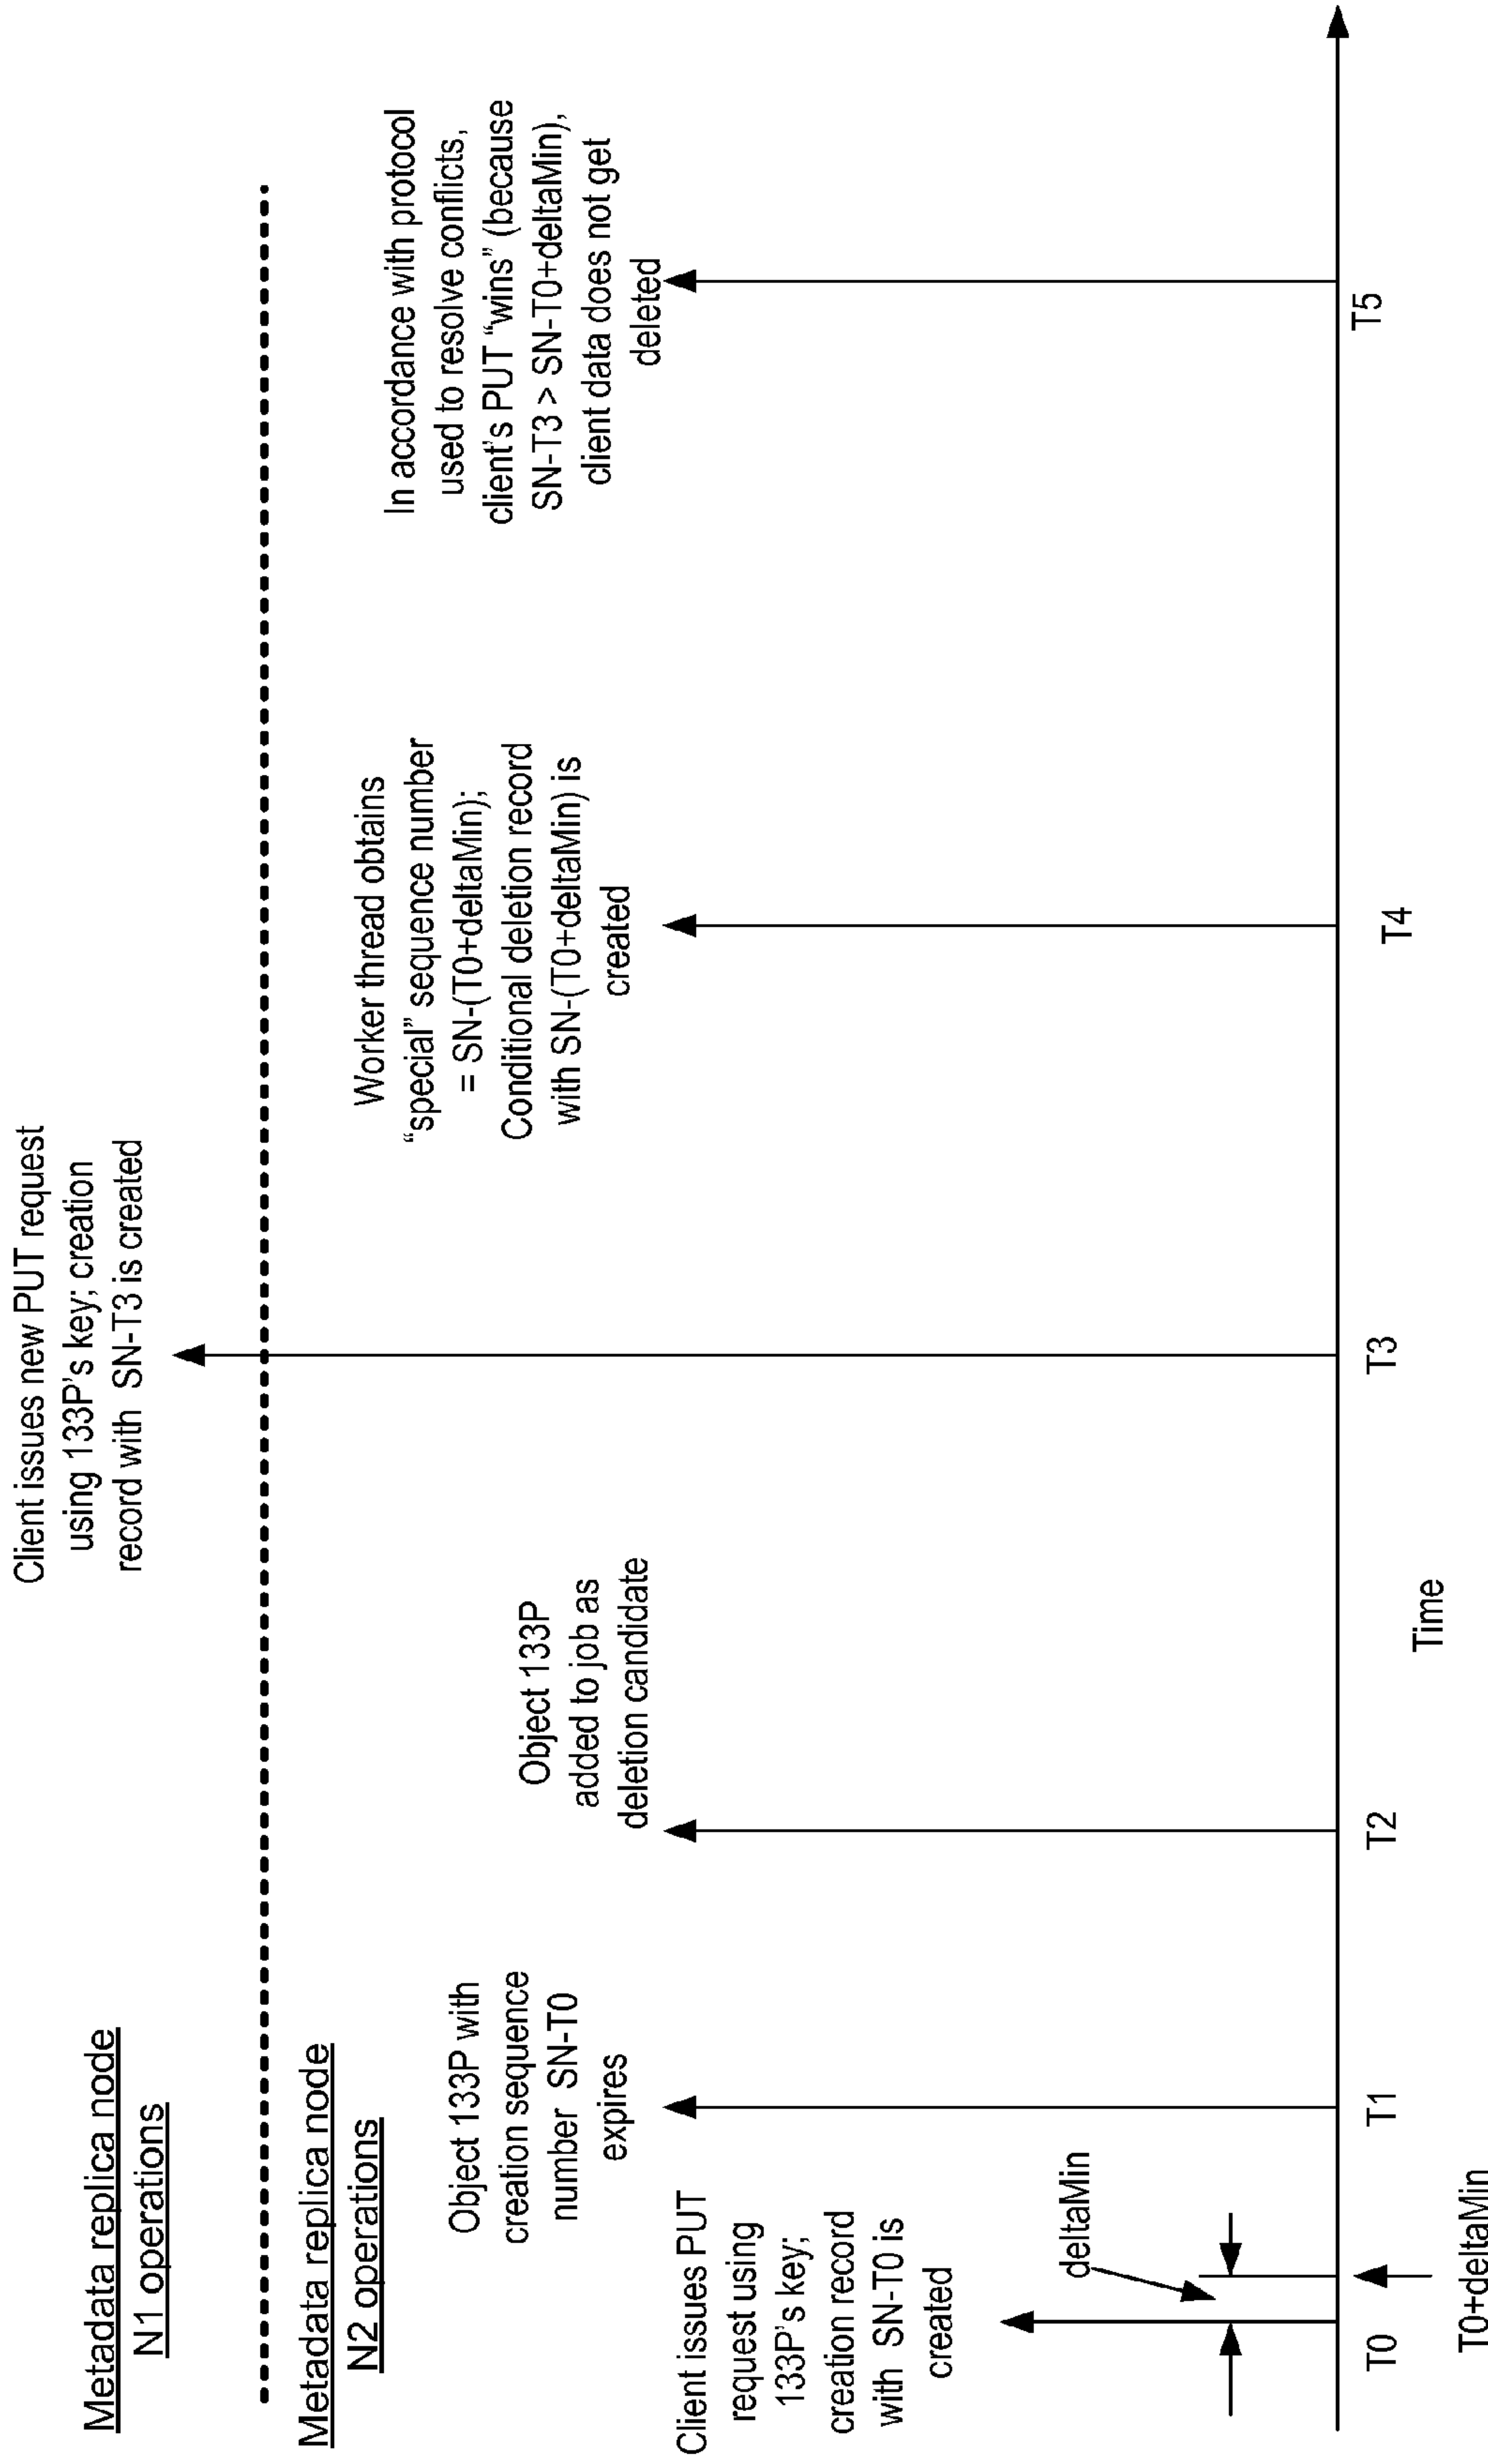 Metadata replica node
N1 operations
Client issues new PUT request
using 133P's key; creation
record with SN-T3 is created
Metadata replica node
N2 operations
Client issues PUT
request using
133P's key;
creation record
with SN-T0 is
created
Object 133P with
creation sequence
number SN-T0
expires
Object 133P
added to job as
deletion candidate
Worker thread obtains
“special” sequence number
= SN-(T0+deltaMin);
Conditional deletion record
with SN-(T0+deltaMin) is
created
In accordance with protocol
used to resolve conflicts,
client's PUT “wins” (because
SN-T3 > SN-T0+deltaMin),
client data does not get
deleted
deltaMin
T0
T1
T2
T3
T4
T5
T0+deltaMin
Time